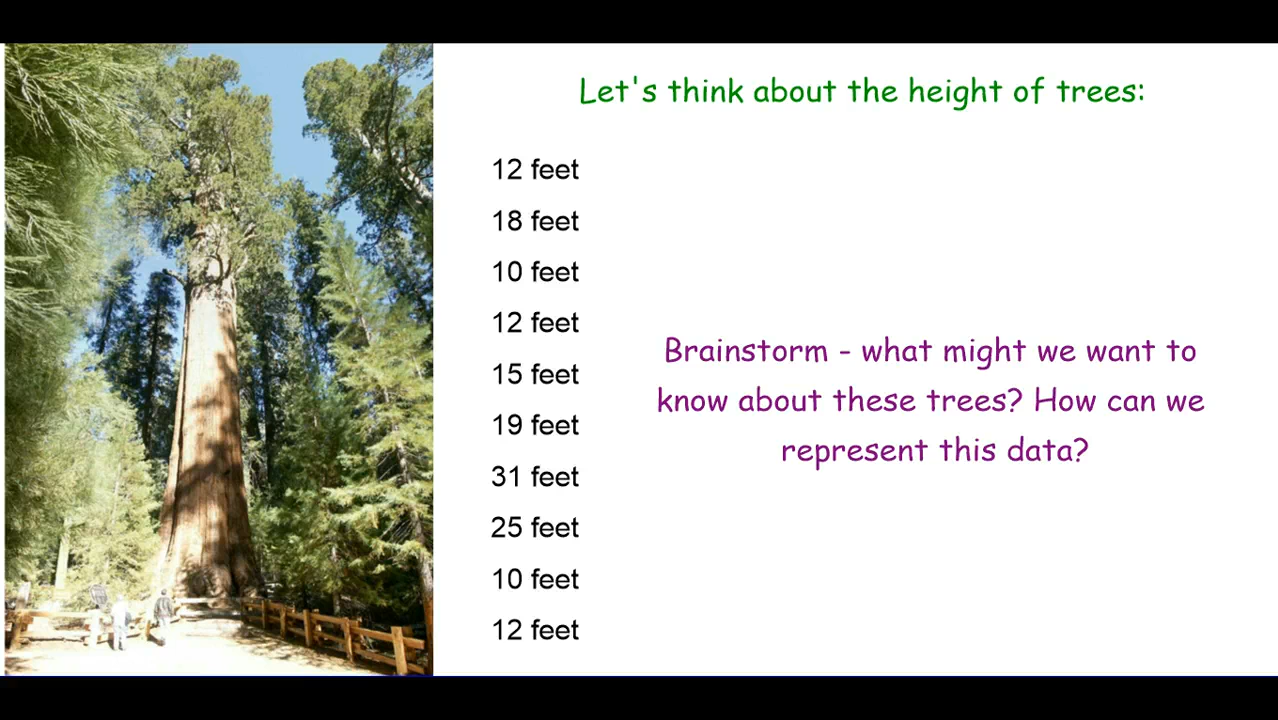 Let's think about the height of trees:
12 feet
18 feet
10 feet
12 feet
15 feet
19 feet
31 feet
25 feet
10 feet
12 feet
Brainstorm - what might we want to
know about these trees? How can we
represent this data?